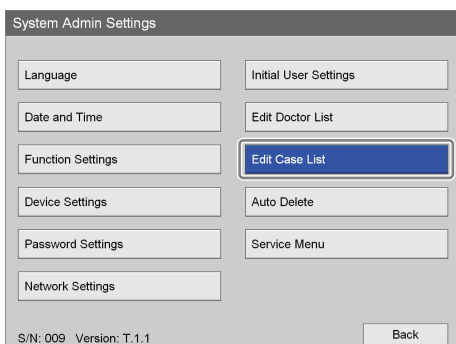 System Admin Settings
Language
Initial User Settings
Date and Time
Edit Doctor List
Function Settings
Edit Case List
Device Settings
Auto Delete
Password Settings
Service Menu
Network Settings
S/N: 009 Version: T.1.1
Back